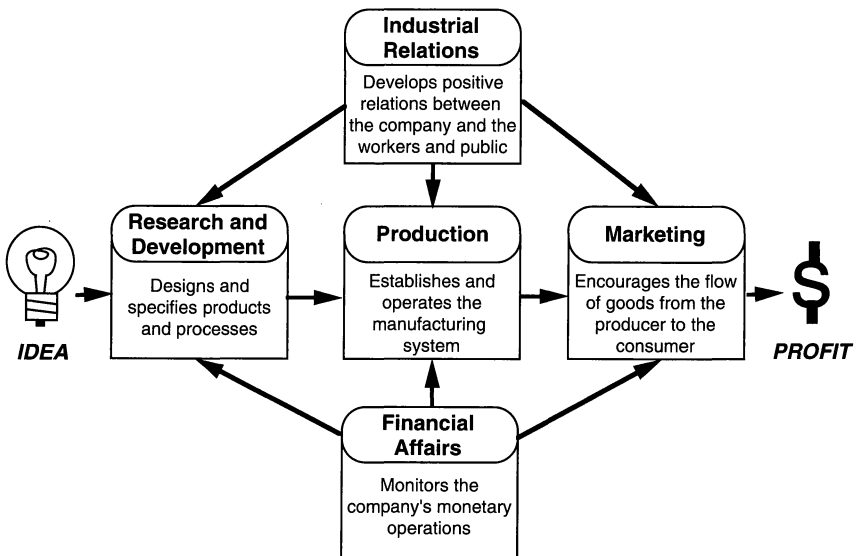 Industrial
Relations
Develops positive
relations between
the company and the
workers and public
Research and
Development
Designs and
specifies products
and processes
Production
Establishes and
operates the
manufacturing
system
Marketing
Encourages the flow
of goods from the
producer to the
consumer
IDEA
$
PROFIT
Financial
Affairs
Monitors the
company's monetary
operations